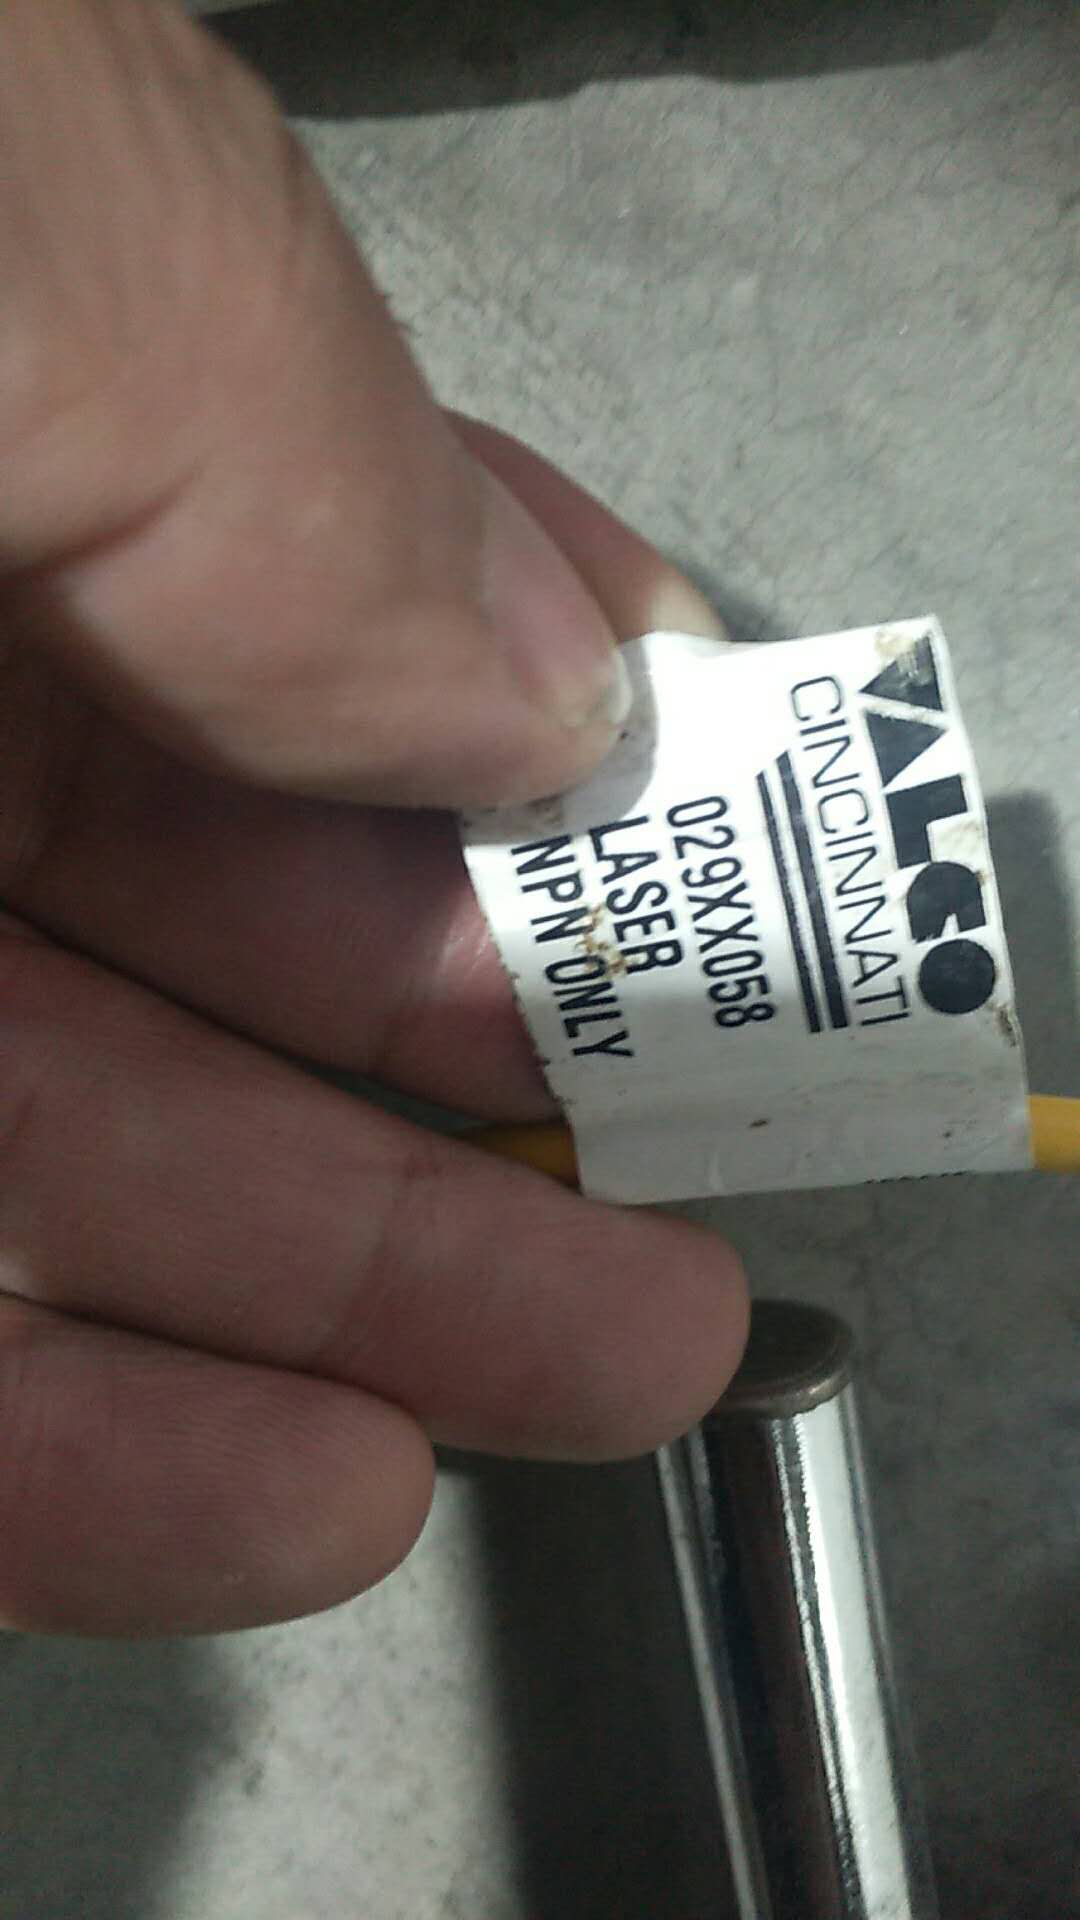 VALCO
CINCINNATI
029XX058
LASER
NPN ONLY